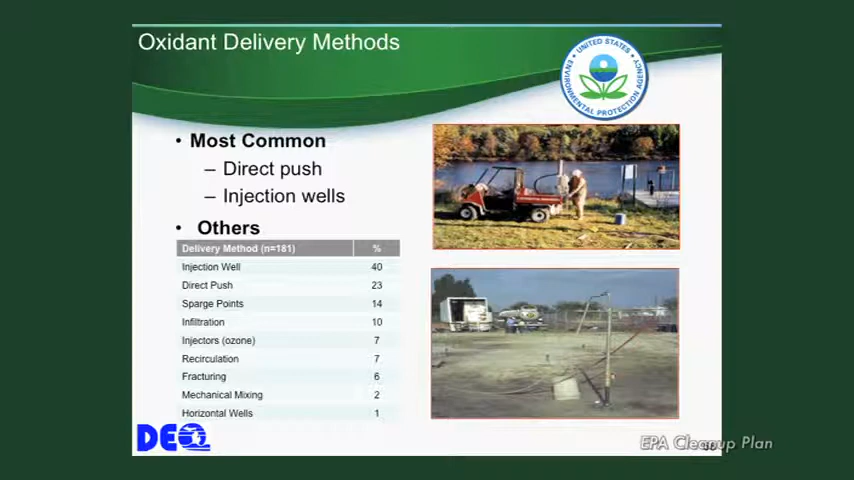 Oxidant Delivery Methods
UNITED STATES
ENVIRONMENTAL PROTECTION AGENCY
• Most Common
– Direct push
– Injection wells
• Others
Delivery Method (n=181) %
Injection Well 40
Direct Push 23
Sparge Points 14
Infiltration 10
Injectors (ozone) 7
Recirculation 7
Fracturing 6
Mechanical Mixing 2
Horizontal Wells 1
DEQ
EPA Cleanup Plan